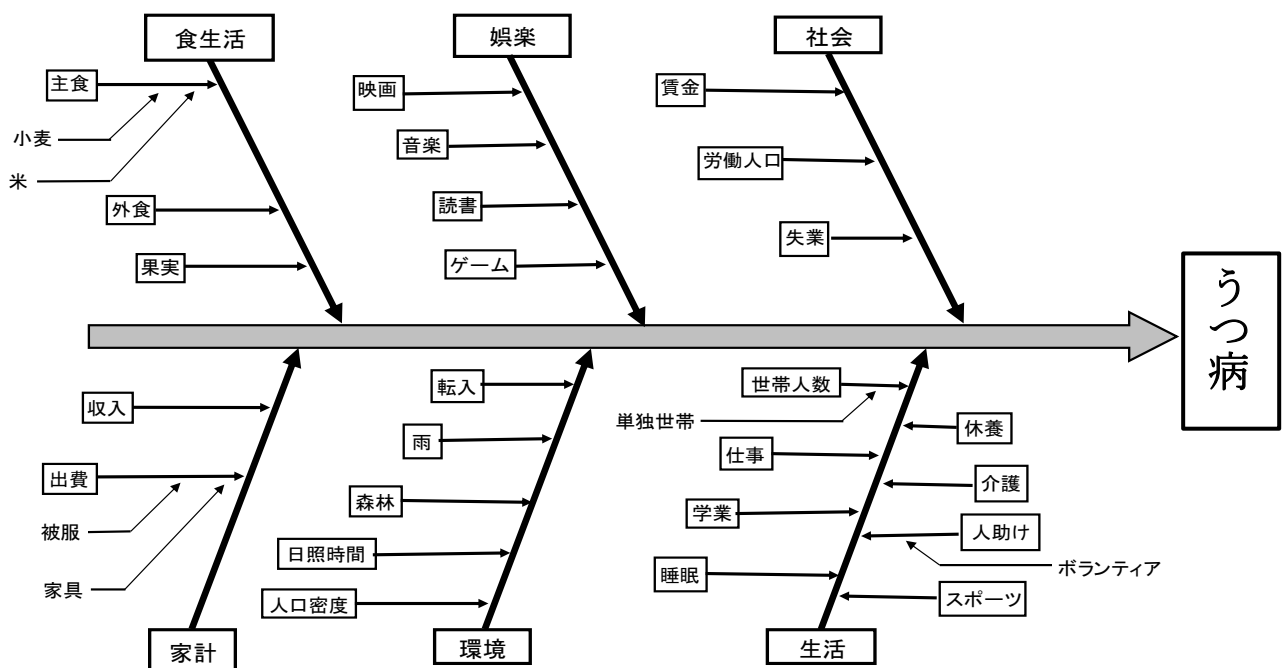 食生活
娯楽
社会
主食
小麦
米
外食
果実
映画
音楽
読書
ゲーム
賃金
労働人口
失業
うつ病
収入
出費
被服
家具
転入
雨
森林
日照時間
人口密度
世帯人数
単独世帯
休養
仕事
介護
学業
人助け
ボランティア
睡眠
スポーツ
家計
環境
生活